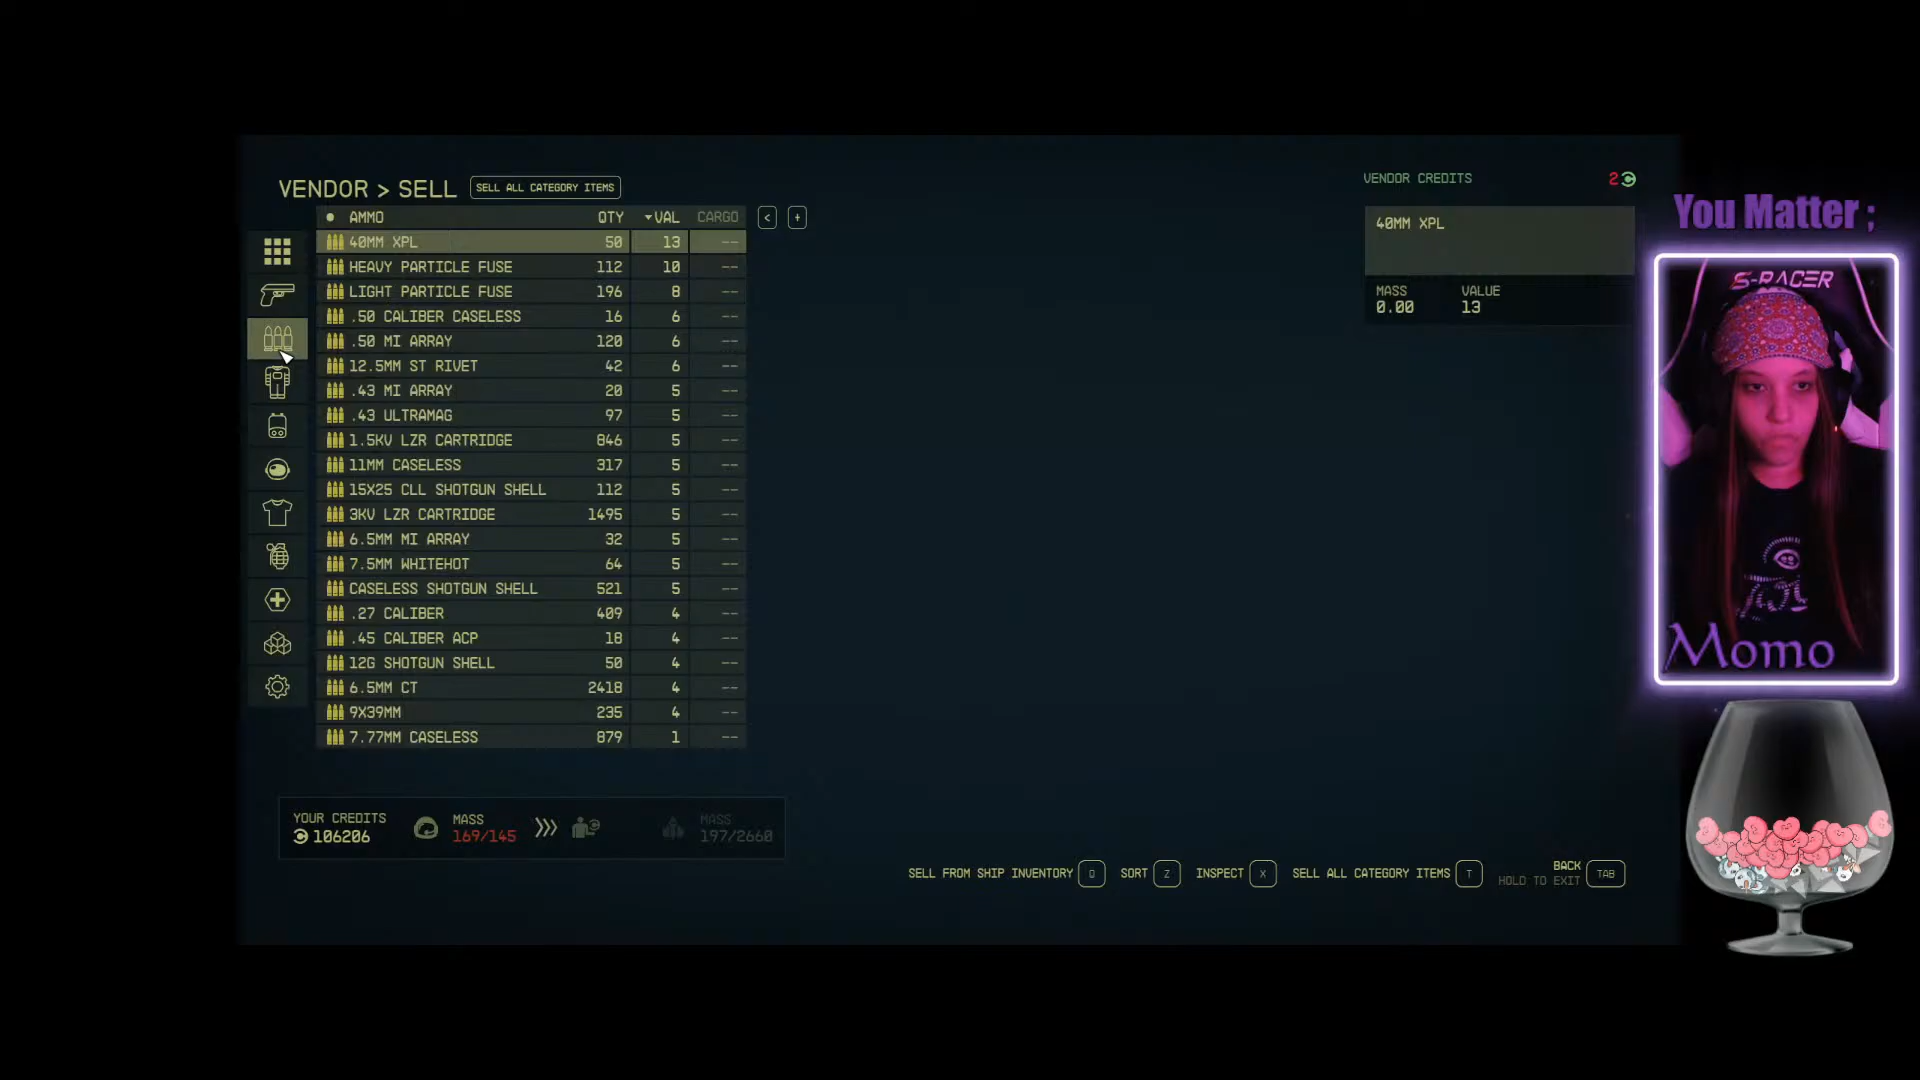 VENDOR > SELL
SELL ALL CATEGORY ITEMS
AMMO QTY VAL CARGO < +
40MM XPL 50 13 --
HEAVY PARTICLE FUSE 112 10 --
LIGHT PARTICLE FUSE 196 8 --
.50 CALIBER CASELESS 16 6 --
.50 MI ARRAY 120 6 --
12.5MM ST RIVET 42 6 --
.43 MI ARRAY 20 5 --
.43 ULTRAMAG 97 5 --
1.5KV LZR CARTRIDGE 846 5 --
11MM CASELESS 317 5 --
15X25 CLL SHOTGUN SHELL 112 5 --
3KV LZR CARTRIDGE 1495 5 --
6.5MM MI ARRAY 32 5 --
7.5MM WHITEHOT 64 5 --
CASELESS SHOTGUN SHELL 521 5 --
.27 CALIBER 409 4 --
.45 CALIBER ACP 18 4 --
12G SHOTGUN SHELL 50 4 --
6.5MM CT 2418 4 --
9X39MM 235 4 --
7.77MM CASELESS 879 1 --
VENDOR CREDITS 2
40MM XPL
MASS VALUE
0.00 13
You Matter ;
S-RACER
Momo
YOUR CREDITS
106206
MASS
169/145
MASS
197/2660
SELL FROM SHIP INVENTORY Q SORT Z INSPECT X SELL ALL CATEGORY ITEMS T BACK TAB
HOLD TO EXIT